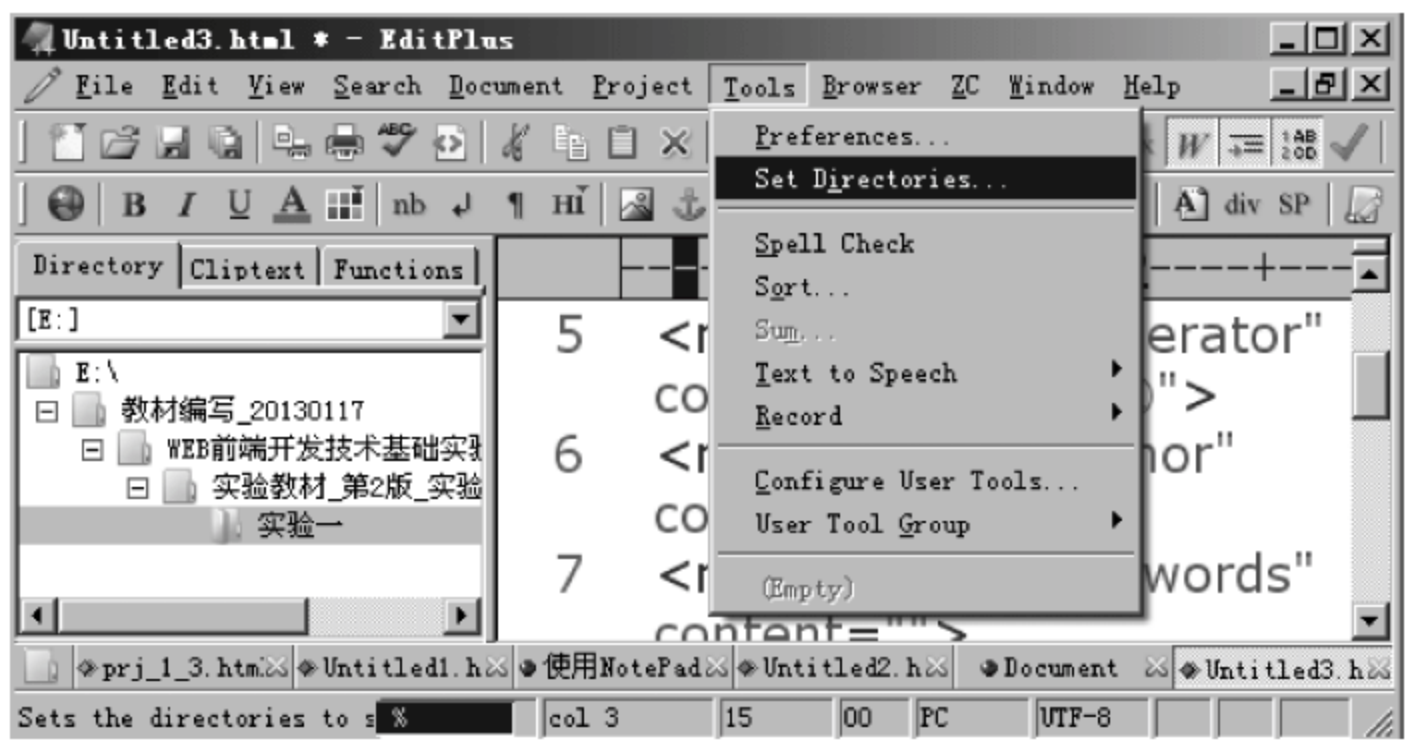 Untitled3.html * - EditPlus
File Edit View Search Document Project Tools Browser ZC Window Help
ABC W 1AB 2OD
B I U A nb HI A div SP
Preferences...
Set Directories...
Spell Check
Sort...
Sum...
Text to Speech
Record
Configure User Tools...
User Tool Group
(Empty)
Directory Cliptext Functions
[E:]
E:\
教材编写_20130117
WEB前端开发技术基础实
实验教材_第2版_实验
实验一
5 erator"
co ">
6 hor"
co
7 words"
content="">
prj_1_3.htm Untitled1.h 使用NotePad Untitled2.h Document Untitled3.h
Sets the directories to s % col 3 15 00 PC UTF-8